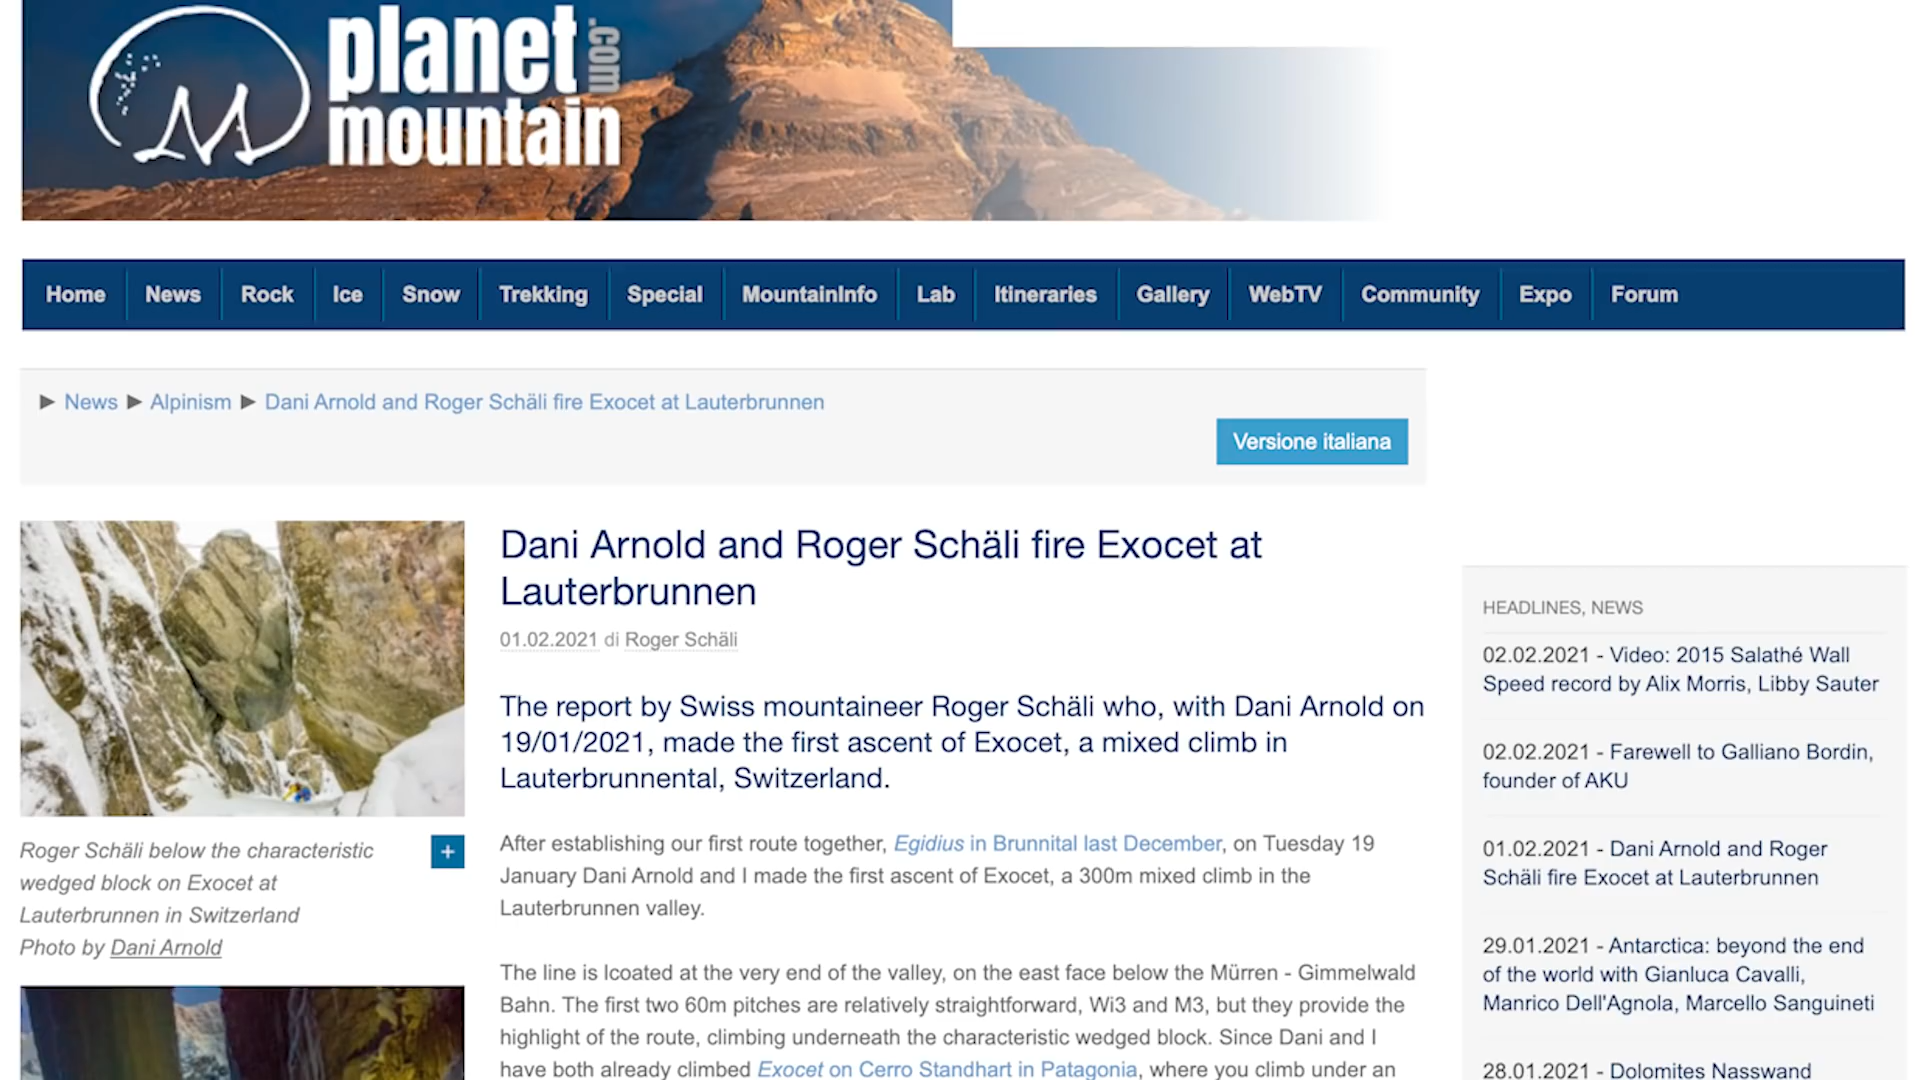 planet
.com
mountain
Home News Rock Ice Snow Trekking Special MountainInfo Lab Itineraries Gallery WebTV Community Expo Forum
▶ News ▶ Alpinism ▶ Dani Arnold and Roger Schäli fire Exocet at Lauterbrunnen
Versione italiana
Dani Arnold and Roger Schäli fire Exocet at
Lauterbrunnen
01.02.2021 di Roger Schäli
The report by Swiss mountaineer Roger Schäli who, with Dani Arnold on
19/01/2021, made the first ascent of Exocet, a mixed climb in
Lauterbrunnental, Switzerland.
After establishing our first route together, Egidius in Brunnital last December, on Tuesday 19
January Dani Arnold and I made the first ascent of Exocet, a 300m mixed climb in the
Lauterbrunnen valley.
The line is lcoated at the very end of the valley, on the east face below the Mürren - Gimmelwald
Bahn. The first two 60m pitches are relatively straightforward, Wi3 and M3, but they provide the
highlight of the route, climbing underneath the characteristic wedged block. Since Dani and I
have both already climbed Exocet on Cerro Standhart in Patagonia, where you climb under an
Roger Schäli below the characteristic
wedged block on Exocet at
Lauterbrunnen in Switzerland
Photo by Dani Arnold
+
HEADLINES, NEWS
02.02.2021 - Video: 2015 Salathé Wall
Speed record by Alix Morris, Libby Sauter
02.02.2021 - Farewell to Galliano Bordin,
founder of AKU
01.02.2021 - Dani Arnold and Roger
Schäli fire Exocet at Lauterbrunnen
29.01.2021 - Antarctica: beyond the end
of the world with Gianluca Cavalli,
Manrico Dell'Agnola, Marcello Sanguineti
28.01.2021 - Dolomites Nasswand